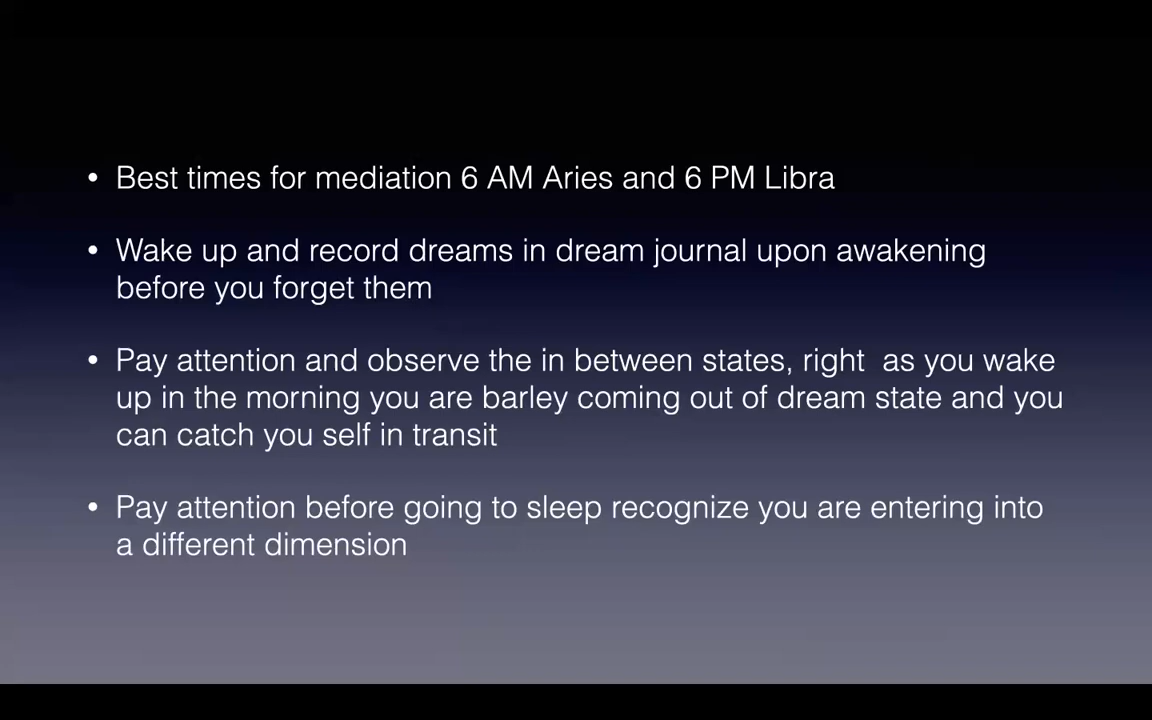 • Best times for mediation 6 AM Aries and 6 PM Libra
• Wake up and record dreams in dream journal upon awakening
before you forget them
• Pay attention and observe the in between states, right  as you wake
up in the morning you are barley coming out of dream state and you
can catch you self in transit
• Pay attention before going to sleep recognize you are entering into
a different dimension